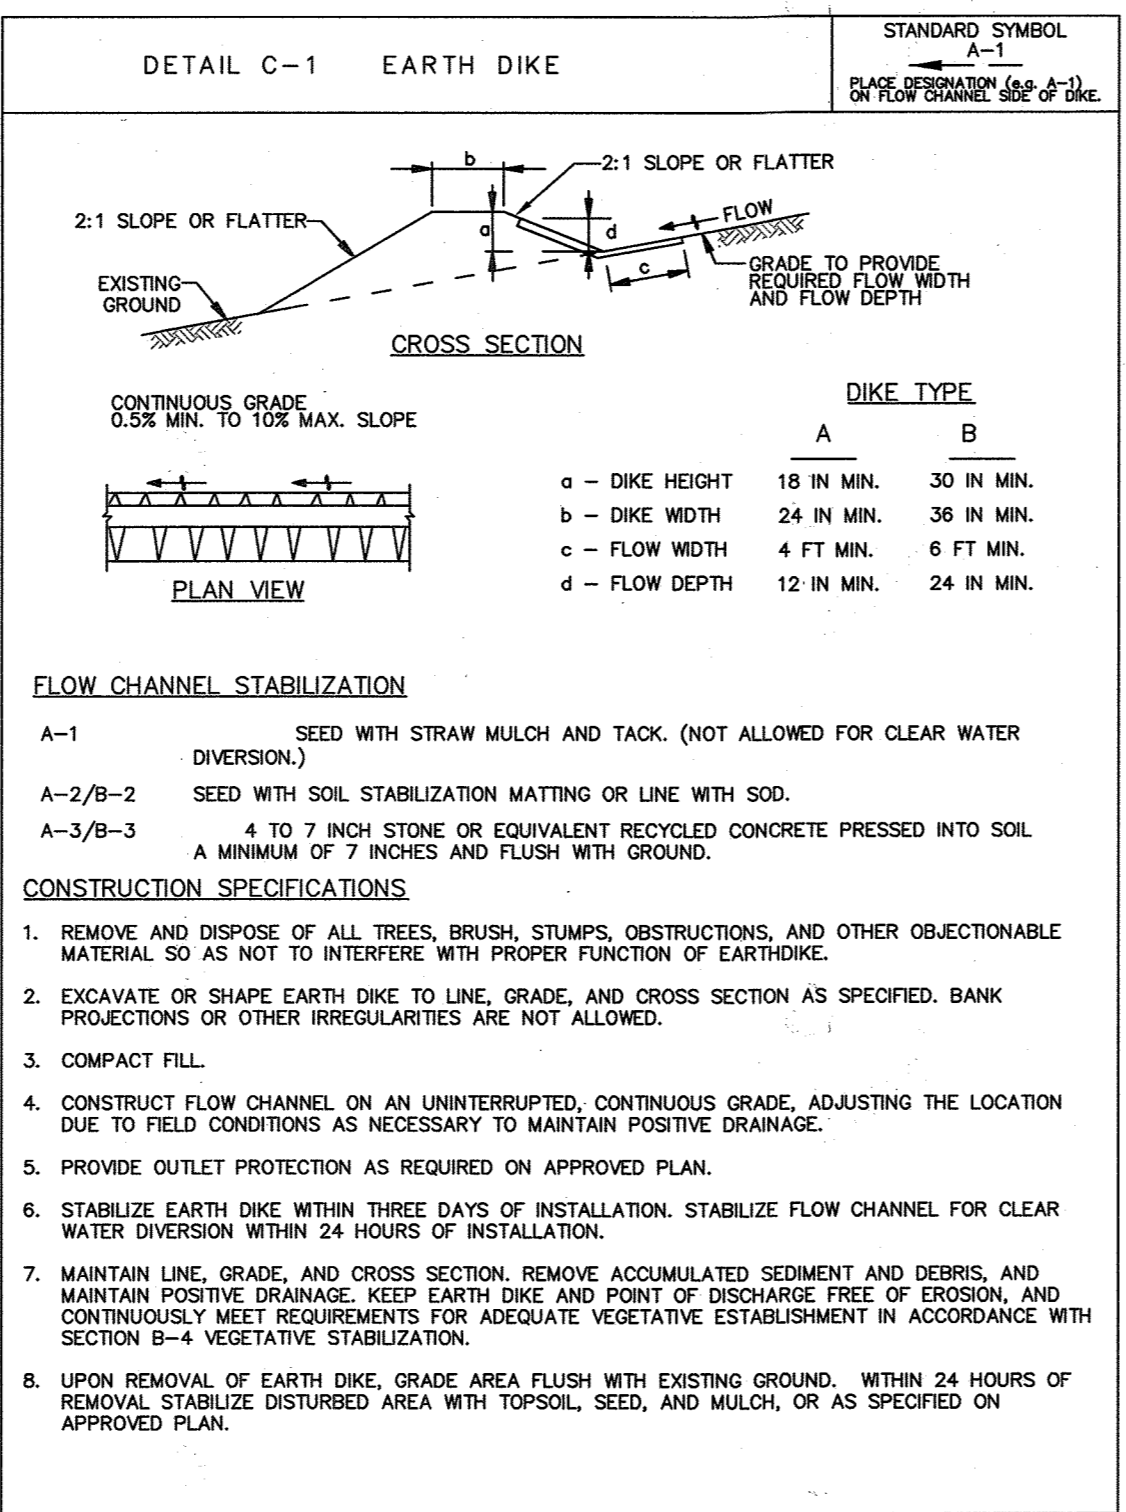 DETAIL C-1 EARTH DIKE
STANDARD SYMBOL
A-1
PLACE DESIGNATION (e.g. A-1)
ON FLOW CHANNEL SIDE OF DIKE.
b
2:1 SLOPE OR FLATTER
2:1 SLOPE OR FLATTER
a
d
FLOW
c
EXISTING
GROUND
GRADE TO PROVIDE
REQUIRED FLOW WIDTH
AND FLOW DEPTH
CROSS SECTION
CONTINUOUS GRADE
0.5% MIN. TO 10% MAX. SLOPE
PLAN VIEW
DIKE TYPE
A B
a - DIKE HEIGHT 18 IN MIN. 30 IN MIN.
b - DIKE WIDTH 24 IN MIN. 36 IN MIN.
c - FLOW WIDTH 4 FT MIN. 6 FT MIN.
d - FLOW DEPTH 12 IN MIN. 24 IN MIN.
FLOW CHANNEL STABILIZATION
A-1 SEED WITH STRAW MULCH AND TACK. (NOT ALLOWED FOR CLEAR WATER
DIVERSION.)
A-2/B-2 SEED WITH SOIL STABILIZATION MATTING OR LINE WITH SOD.
A-3/B-3 4 TO 7 INCH STONE OR EQUIVALENT RECYCLED CONCRETE PRESSED INTO SOIL
A MINIMUM OF 7 INCHES AND FLUSH WITH GROUND.
CONSTRUCTION SPECIFICATIONS
1. REMOVE AND DISPOSE OF ALL TREES, BRUSH, STUMPS, OBSTRUCTIONS, AND OTHER OBJECTIONABLE
MATERIAL SO AS NOT TO INTERFERE WITH PROPER FUNCTION OF EARTHDIKE.
2. EXCAVATE OR SHAPE EARTH DIKE TO LINE, GRADE, AND CROSS SECTION AS SPECIFIED. BANK
PROJECTIONS OR OTHER IRREGULARITIES ARE NOT ALLOWED.
3. COMPACT FILL.
4. CONSTRUCT FLOW CHANNEL ON AN UNINTERRUPTED, CONTINUOUS GRADE, ADJUSTING THE LOCATION
DUE TO FIELD CONDITIONS AS NECESSARY TO MAINTAIN POSITIVE DRAINAGE.
5. PROVIDE OUTLET PROTECTION AS REQUIRED ON APPROVED PLAN.
6. STABILIZE EARTH DIKE WITHIN THREE DAYS OF INSTALLATION. STABILIZE FLOW CHANNEL FOR CLEAR
WATER DIVERSION WITHIN 24 HOURS OF INSTALLATION.
7. MAINTAIN LINE, GRADE, AND CROSS SECTION. REMOVE ACCUMULATED SEDIMENT AND DEBRIS, AND
MAINTAIN POSITIVE DRAINAGE. KEEP EARTH DIKE AND POINT OF DISCHARGE FREE OF EROSION, AND
CONTINUOUSLY MEET REQUIREMENTS FOR ADEQUATE VEGETATIVE ESTABLISHMENT IN ACCORDANCE WITH
SECTION B-4 VEGETATIVE STABILIZATION.
8. UPON REMOVAL OF EARTH DIKE, GRADE AREA FLUSH WITH EXISTING GROUND. WITHIN 24 HOURS OF
REMOVAL STABILIZE DISTURBED AREA WITH TOPSOIL, SEED, AND MULCH, OR AS SPECIFIED ON
APPROVED PLAN.